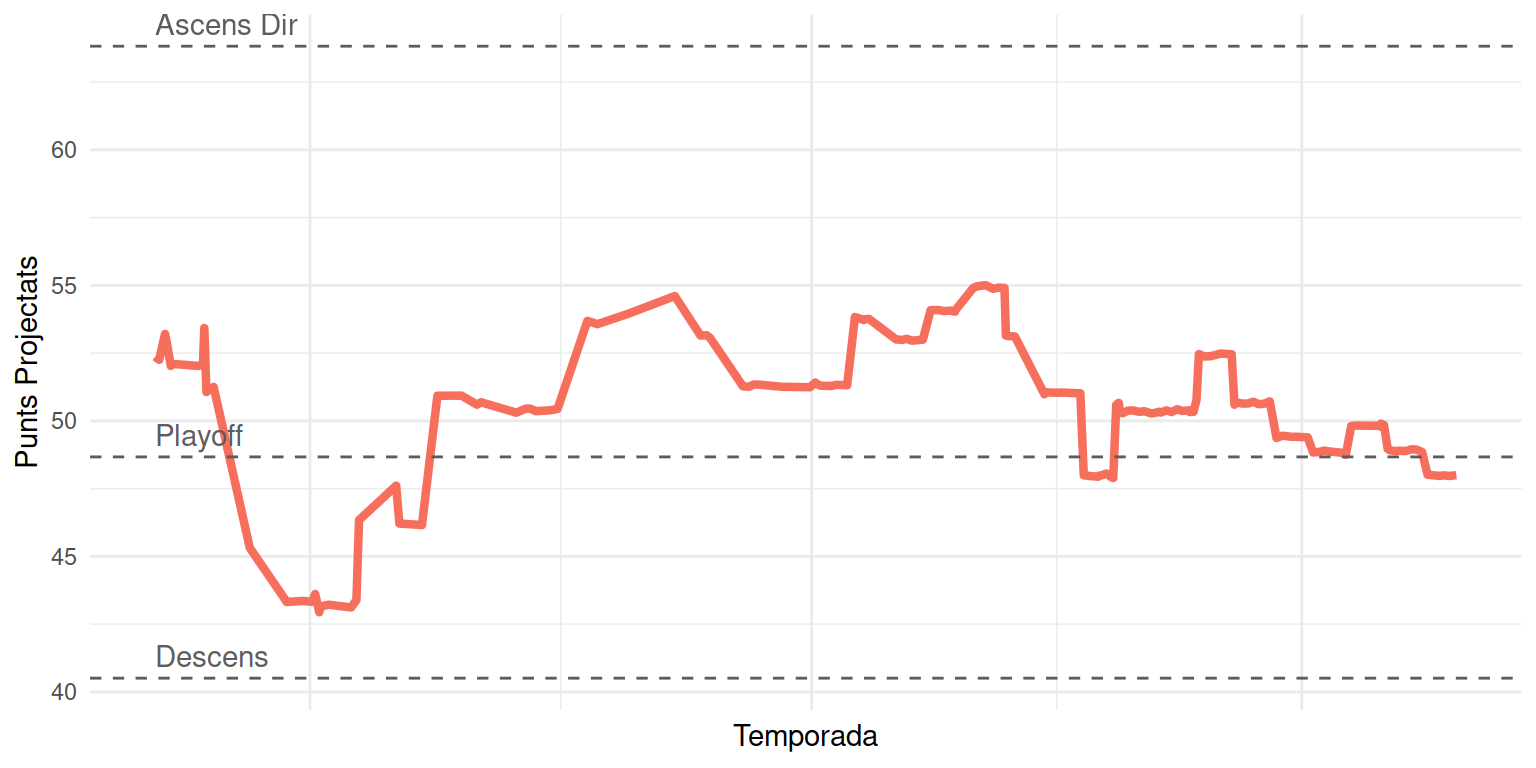 Ascens Dir
60
55
50
45
40
Playoff
Descens
Punts Projectats
Temporada